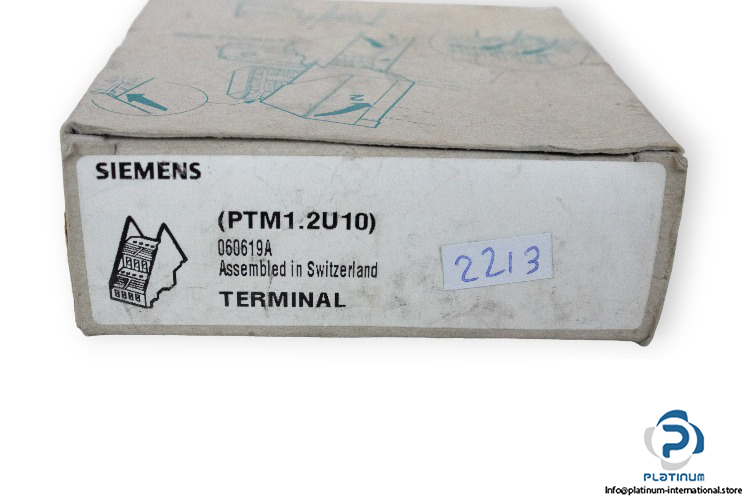 SIEMENS
(PTM1.2U10)
060619A
Assembled in Switzerland
TERMINAL
2213
PLATINUM
Info@platinum-international.store